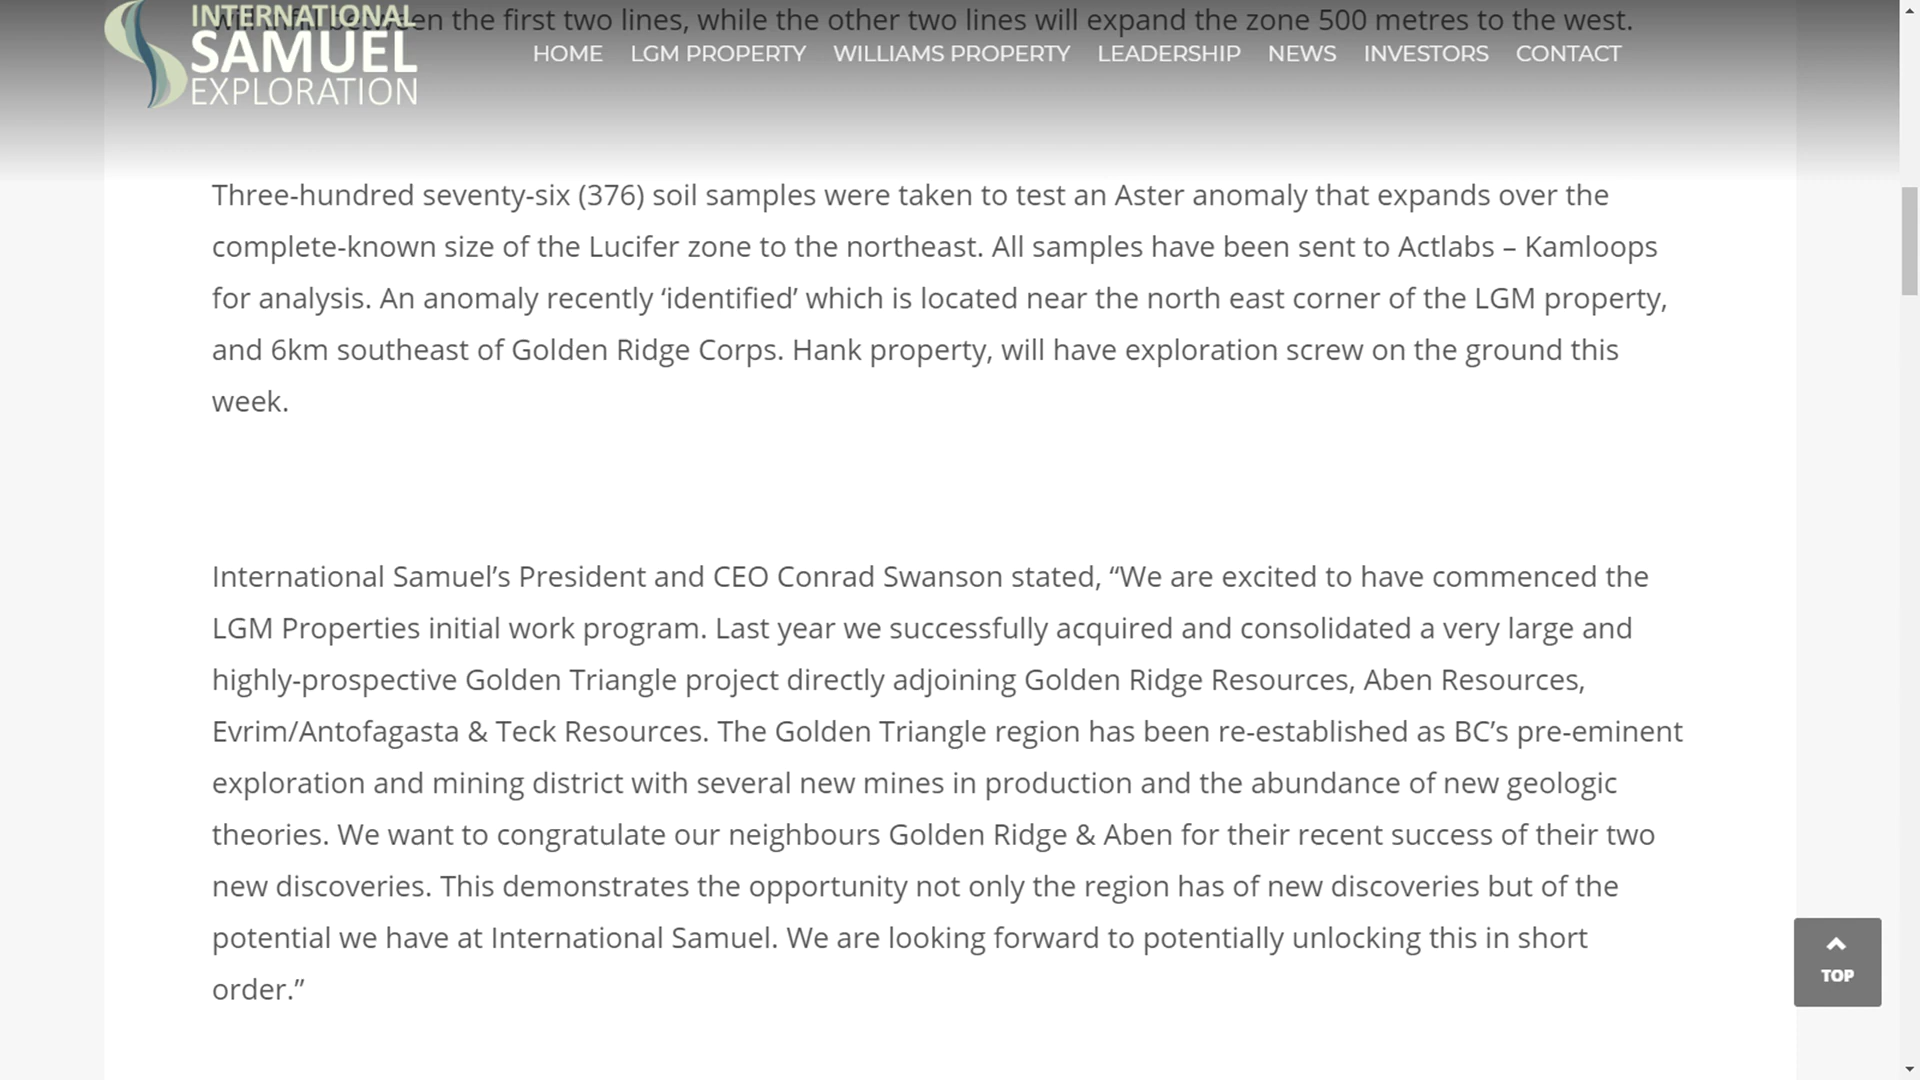 between the first two lines, while the other two lines will expand the zone 500 metres to the west.
INTERNATIONAL
SAMUEL
EXPLORATION
HOME LGM PROPERTY WILLIAMS PROPERTY LEADERSHIP NEWS INVESTORS CONTACT
Three-hundred seventy-six (376) soil samples were taken to test an Aster anomaly that expands over the
complete-known size of the Lucifer zone to the northeast. All samples have been sent to Actlabs – Kamloops
for analysis. An anomaly recently ‘identified’ which is located near the north east corner of the LGM property,
and 6km southeast of Golden Ridge Corps. Hank property, will have exploration screw on the ground this
week.
International Samuel’s President and CEO Conrad Swanson stated, “We are excited to have commenced the
LGM Properties initial work program. Last year we successfully acquired and consolidated a very large and
highly-prospective Golden Triangle project directly adjoining Golden Ridge Resources, Aben Resources,
Evrim/Antofagasta & Teck Resources. The Golden Triangle region has been re-established as BC’s pre-eminent
exploration and mining district with several new mines in production and the abundance of new geologic
theories. We want to congratulate our neighbours Golden Ridge & Aben for their recent success of their two
new discoveries. This demonstrates the opportunity not only the region has of new discoveries but of the
potential we have at International Samuel. We are looking forward to potentially unlocking this in short
order.”
TOP